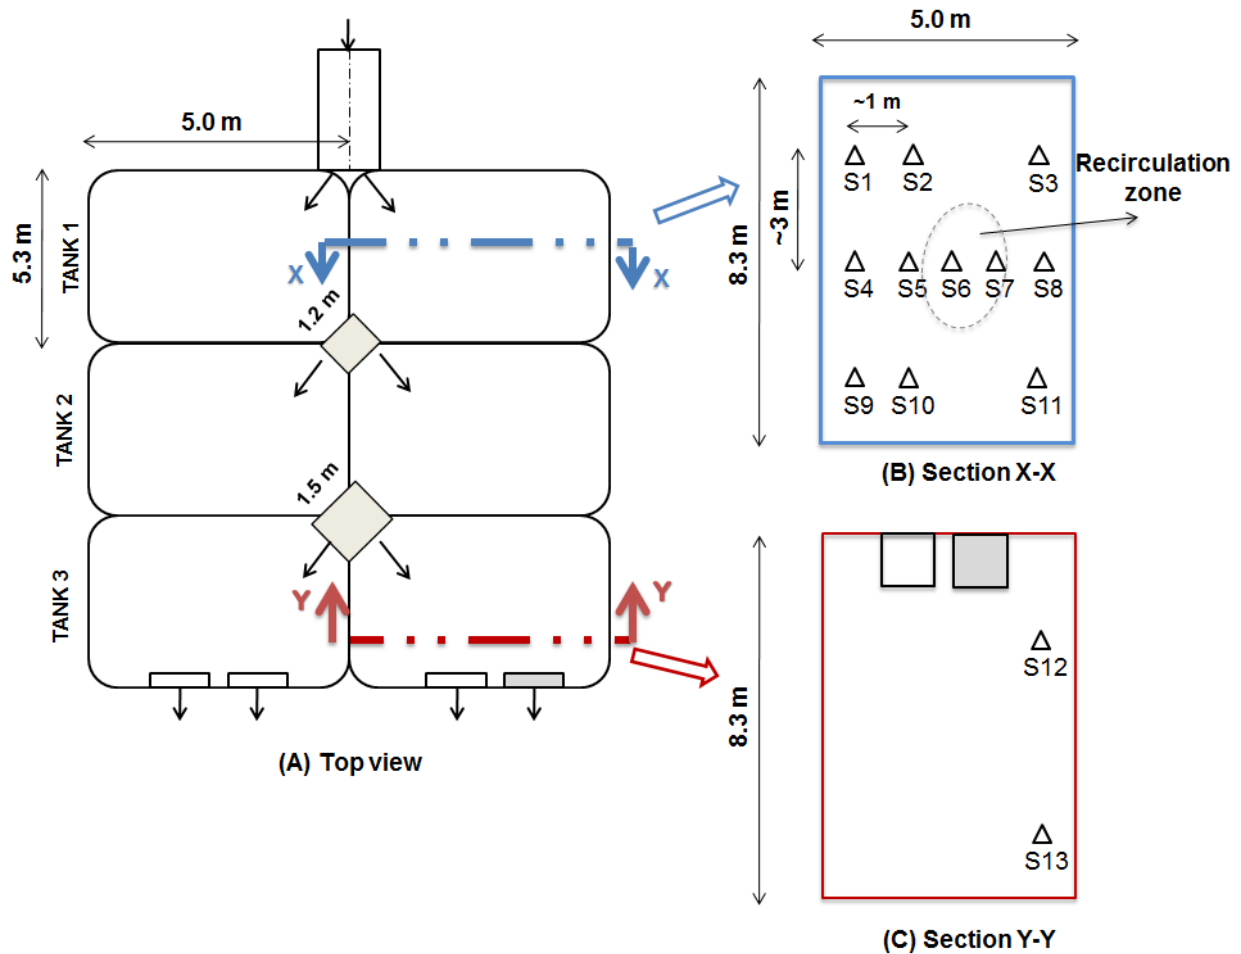 5.0 m
5.3 m
TANK 1
X
X
1.2 m
TANK 2
1.5 m
TANK 3
Y
Y
(A) Top view
5.0 m
~1 m
~3 m
8.3 m
S1 S2 S3
Recirculation
zone
S4 S5 S6 S7 S8
S9 S10 S11
(B) Section X-X
8.3 m
S12
S13
(C) Section Y-Y